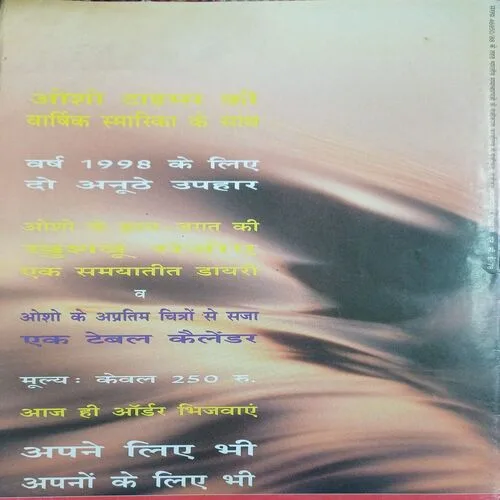 ओशो टाइम्स की
वार्षिक स्मारिका के साथ
वर्ष 1998 के लिए
दो अनूठे उपहार
ओशो के जगत की
एक समयातीत डायरी
व
ओशो के अप्रतिम चित्रों से सजा
एक टेबल कैलेंडर
मूल्य: केवल 250 रु.
आज ही ऑर्डर भिजवाएं
अपने लिए भी
अपनों के लिए भी